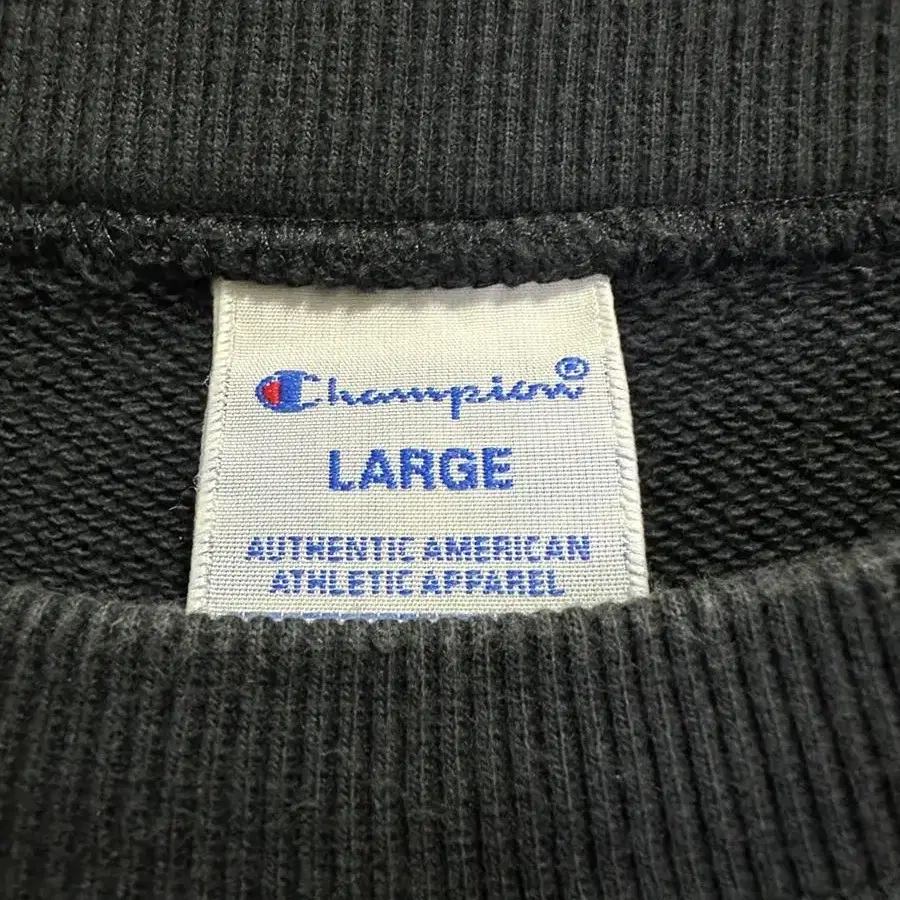 Champion®
LARGE
AUTHENTIC AMERICAN
ATHLETIC APPAREL